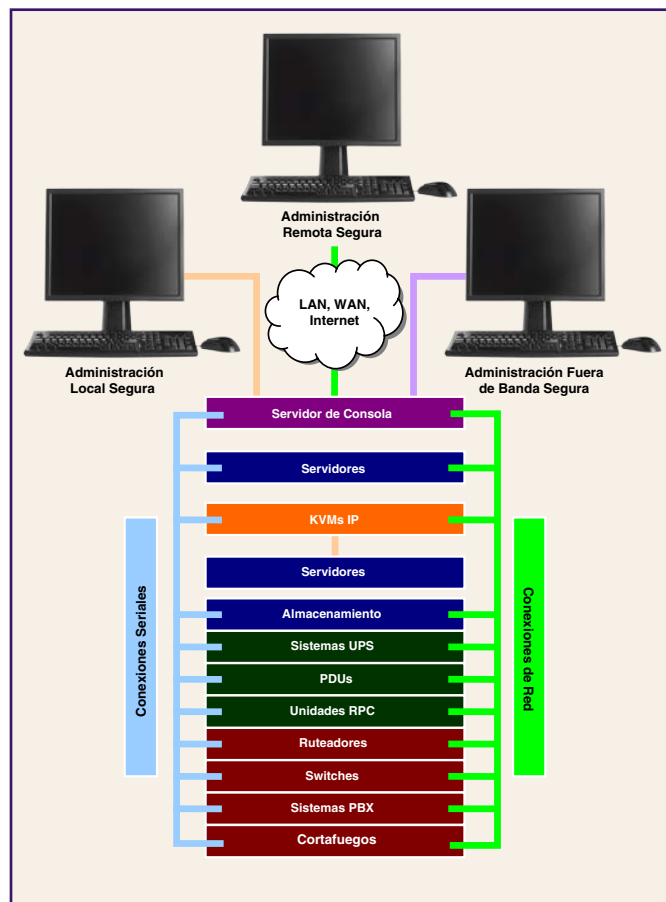 Administración
Remota Segura
LAN, WAN,
Internet
Administración
Local Segura
Administración Fuera
de Banda Segura
Servidor de Consola
Servidores
KVMs IP
Servidores
Almacenamiento
Sistemas UPS
PDUs
Unidades RPC
Ruteadores
Switches
Sistemas PBX
Cortafuegos
Conexiones Seriales
Conexiones de Red